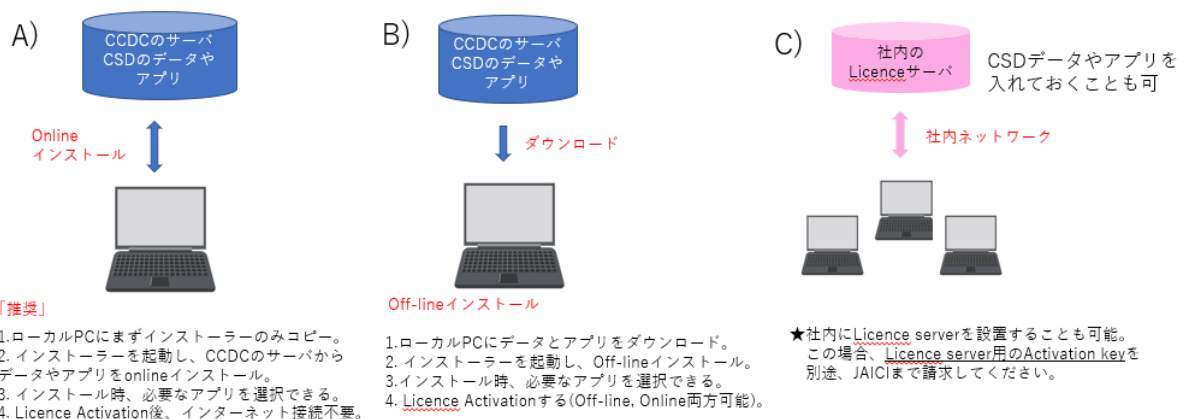 A)
CCDCのサーバ
CSDのデータや
アプリ
Online
インストール
「推奨」
1.ローカルPCにまずインストーラーのみコピー。
2. インストーラーを起動し、CCDCのサーバから
データやアプリをonlineインストール。
3. インストール時、必要なアプリを選択できる。
4. Licence Activation後、インターネット接続不要。
B)
CCDCのサーバ
CSDのデータや
アプリ
ダウンロード
Off-lineインストール
1.ローカルPCにデータとアプリをダウンロード。
2. インストーラーを起動し、Off-lineインストール。
3.インストール時、必要なアプリを選択できる。
4. Licence Activationする(Off-line, Online両方可能)。
C)
社内の
Licenceサーバ
CSDデータやアプリを
入れておくことも可
社内ネットワーク
★社内にLicence serverを設置することも可能。
この場合、Licence server用のActivation keyを
別途、JAICIまで請求してください。